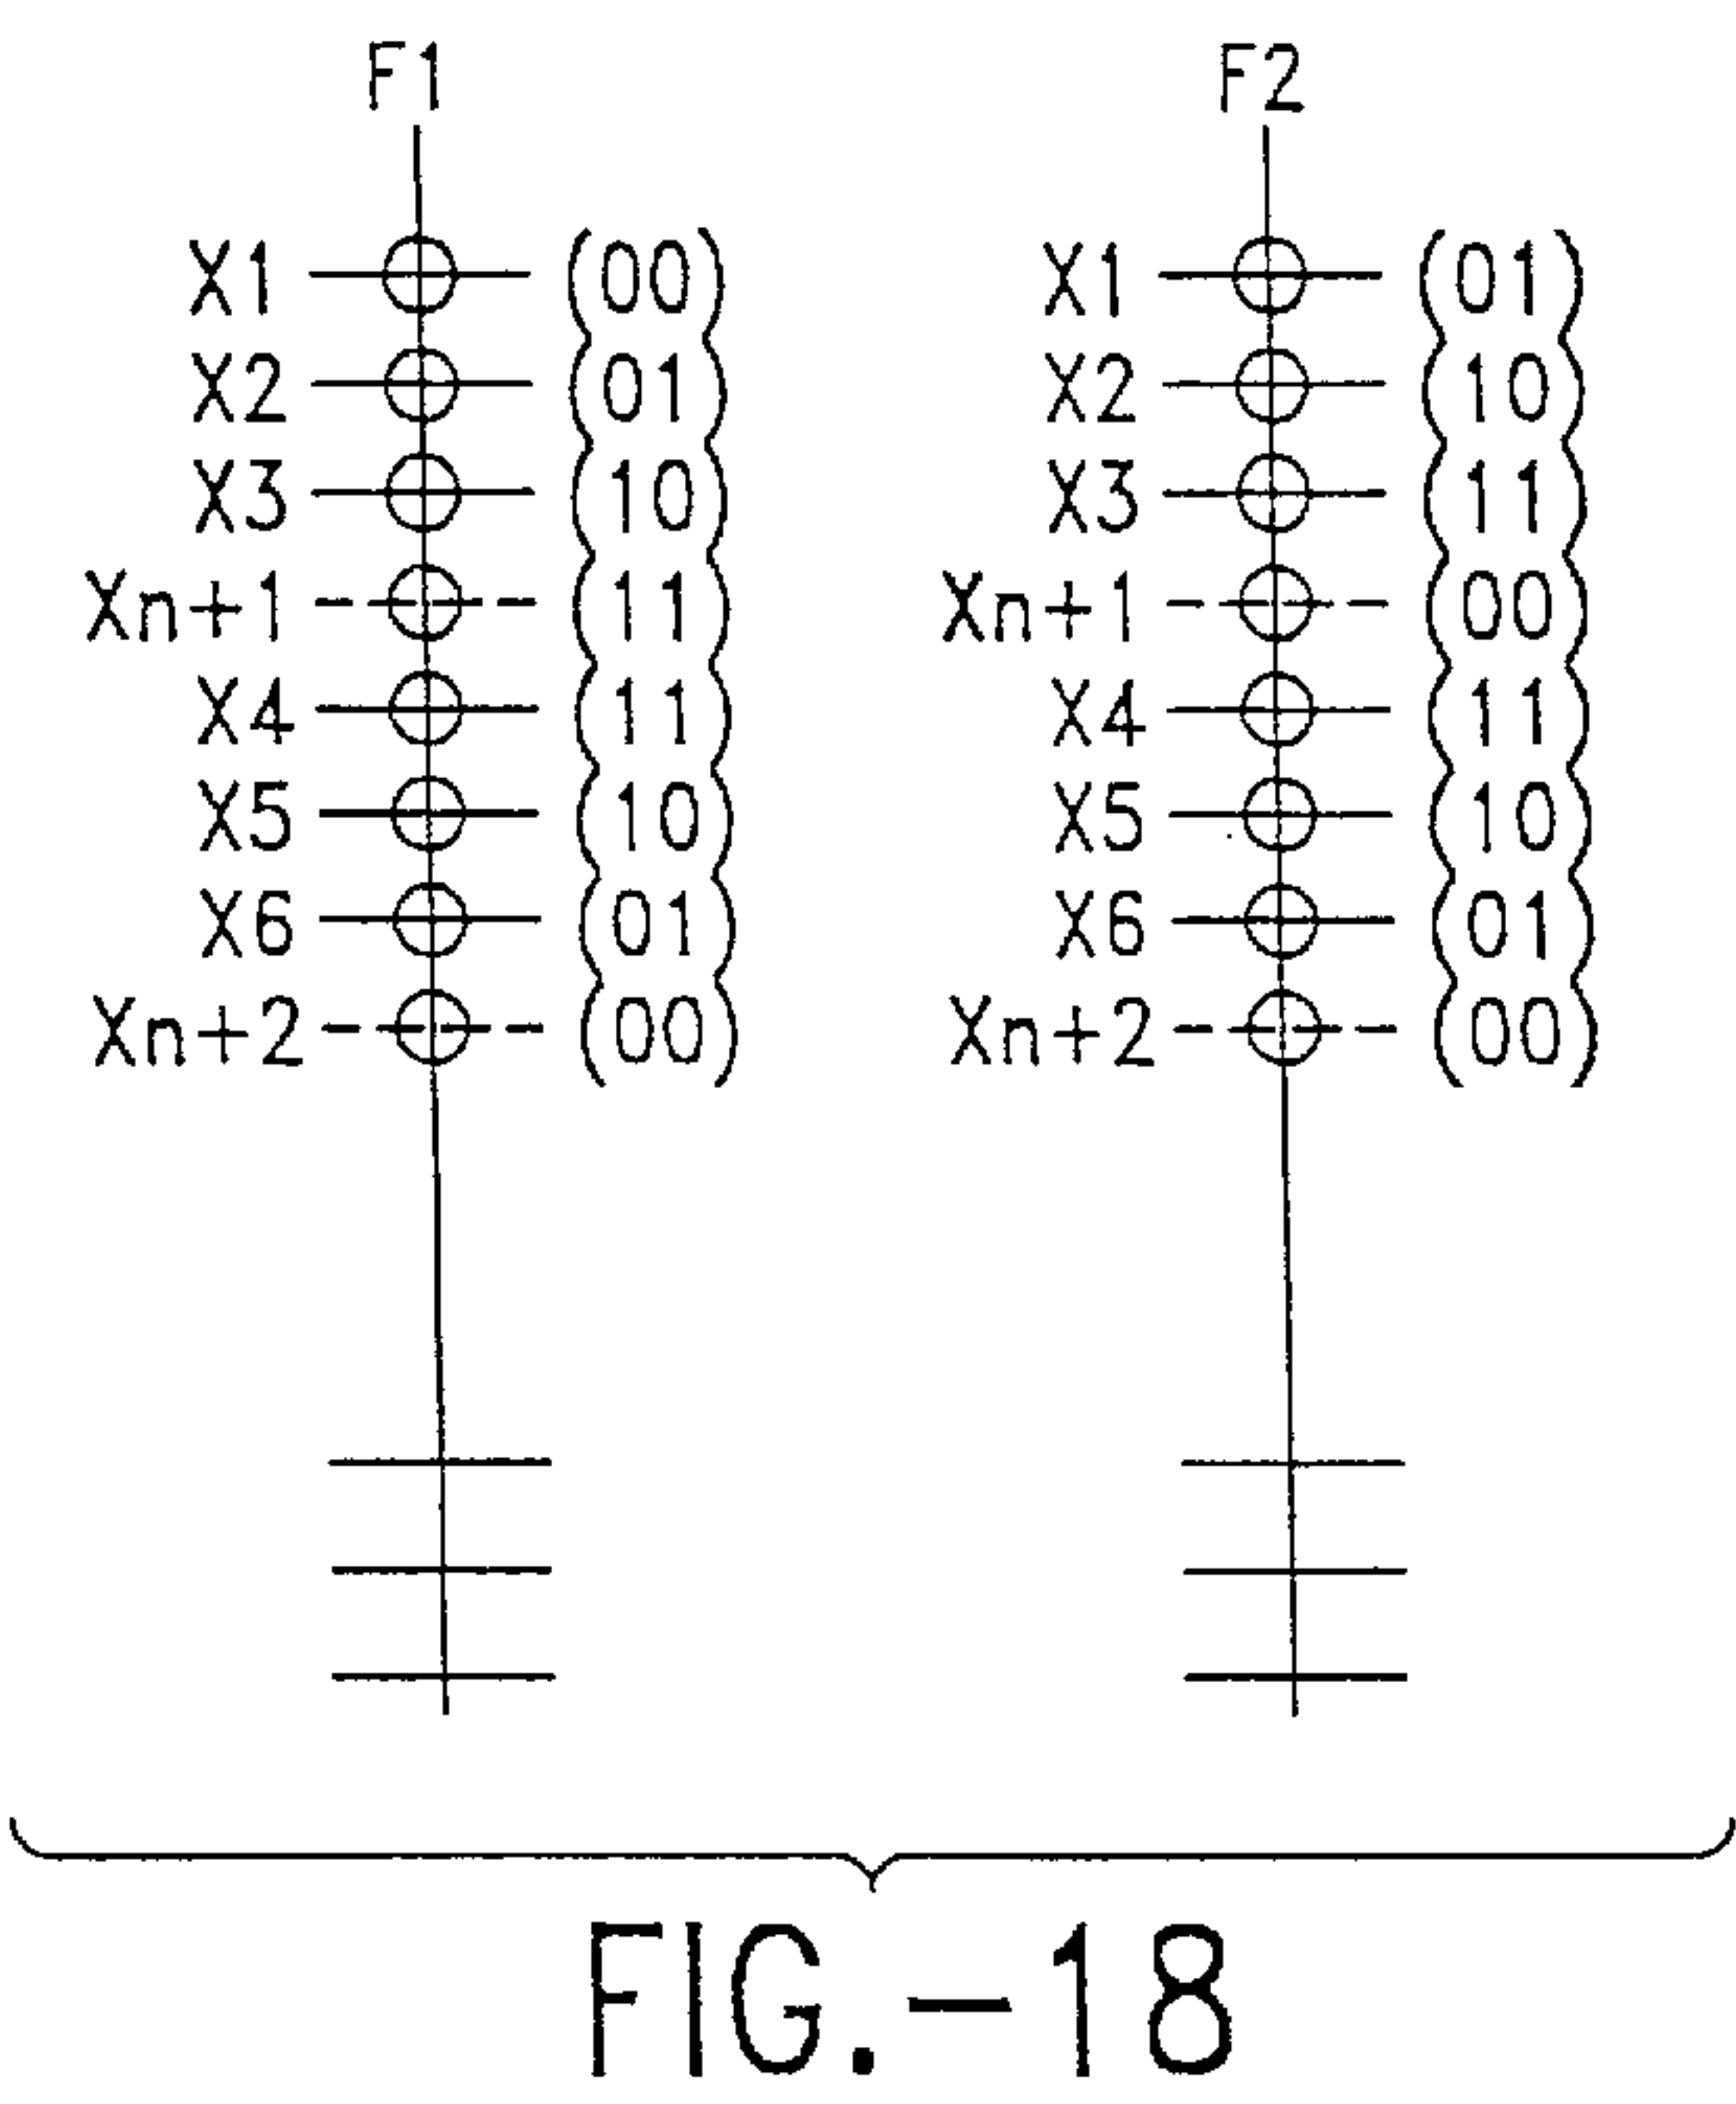 F1 F2
X1 (00) X1 (01)
X2 (01) X2 (10)
X3 (10) X3 (11)
Xn+1 (11) Xn+1 (00)
X4 (11) X4 (11)
X5 (10) X5 (10)
X6 (01) X6 (01)
Xn+2 (00) Xn+2 (00)
FIG.-18